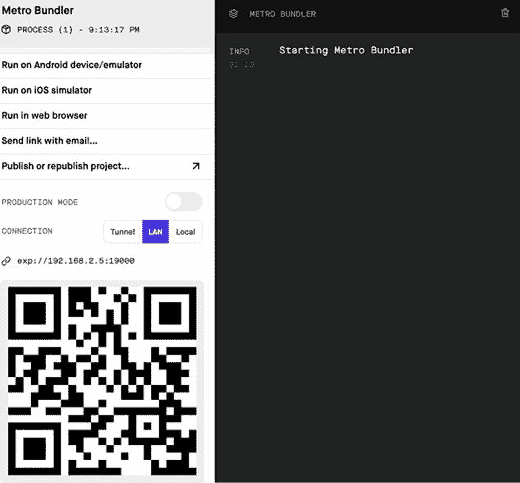 Metro Bundler
PROCESS (1) - 9:13:17 PM
Run on Android device/emulator
Run on iOS simulator
Run in web browser
Send link with email...
Publish or republish project...
PRODUCTION MODE
CONNECTION
Tunnel LAN Local
exp://192.168.2.5:19000
METRO BUNDLER
INFO Starting Metro Bundler